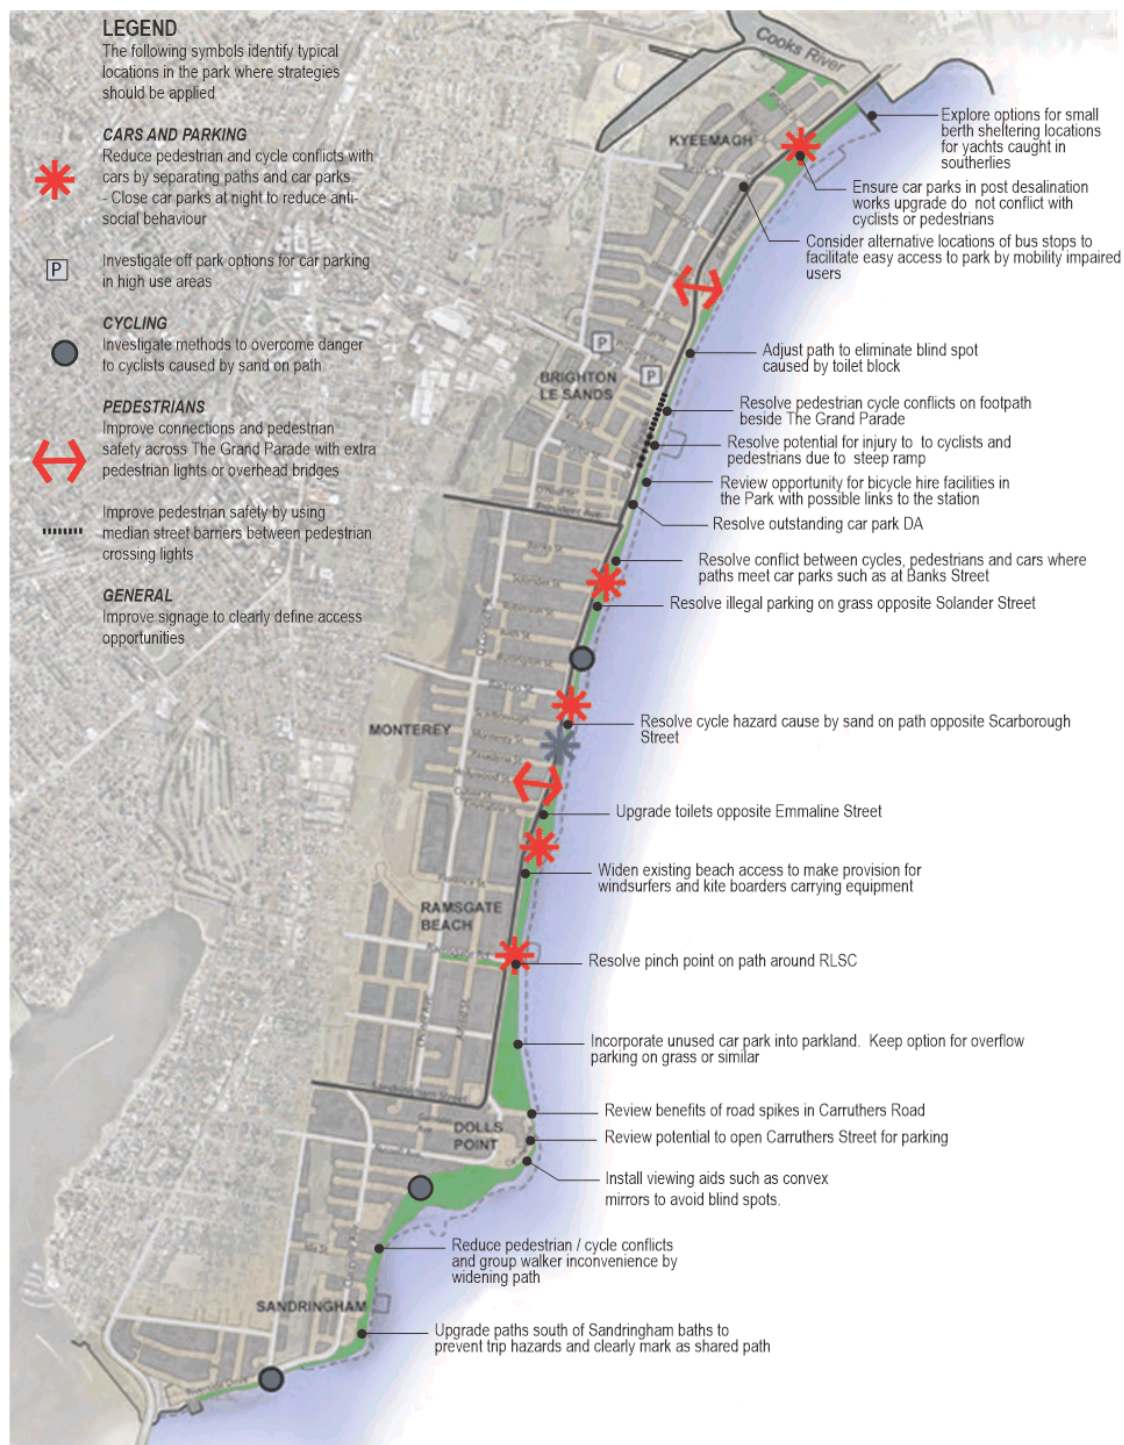 LEGEND
The following symbols identify typical
locations in the park where strategies
should be applied
CARS AND PARKING
Reduce pedestrian and cycle conflicts with
cars by separating paths and car parks
- Close car parks at night to reduce anti-
social behaviour
P
Investigate off park options for car parking
in high use areas
CYCLING
Investigate methods to overcome danger
to cyclists caused by sand on path
PEDESTRIANS
Improve connections and pedestrian
safety across The Grand Parade with extra
pedestrian lights or overhead bridges
Improve pedestrian safety by using
median street barriers between pedestrian
crossing lights
GENERAL
Improve signage to clearly define access
opportunities
Cooks River
KYEEMAGH
Explore options for small
berth sheltering locations
for yachts caught in
southerlies
Ensure car parks in post desalination
works upgrade do not conflict with
cyclists or pedestrians
Consider alternative locations of bus stops to
facilitate easy access to park by mobility impaired
users
P
P
BRIGHTON
LE SANDS
Adjust path to eliminate blind spot
caused by toilet block
Resolve pedestrian cycle conflicts on footpath
beside The Grand Parade
Resolve potential for injury to to cyclists and
pedestrians due to steep ramp
Review opportunity for bicycle hire facilities in
the Park with possible links to the station
Resolve outstanding car park DA
President Ave
Banks St
Solander St
Resolve conflict between cycles, pedestrians and cars where
paths meet car parks such as at Banks Street
Resolve illegal parking on grass opposite Solander Street
MONTEREY
Resolve cycle hazard cause by sand on path opposite Scarborough
Street
Monterey St
Upgrade toilets opposite Emmaline Street
Widen existing beach access to make provision for
windsurfers and kite boarders carrying equipment
RAMSGATE
BEACH
Ramsgate Rd
Resolve pinch point on path around RLSC
Incorporate unused car park into parkland. Keep option for overflow
parking on grass or similar
Sandringham Street
Review benefits of road spikes in Carruthers Road
DOLLS
POINT
Review potential to open Carruthers Street for parking
Install viewing aids such as convex
mirrors to avoid blind spots.
Reduce pedestrian / cycle conflicts
and group walker inconvenience by
widening path
SANDRINGHAM
Upgrade paths south of Sandringham baths to
prevent trip hazards and clearly mark as shared path
Riverside Drive